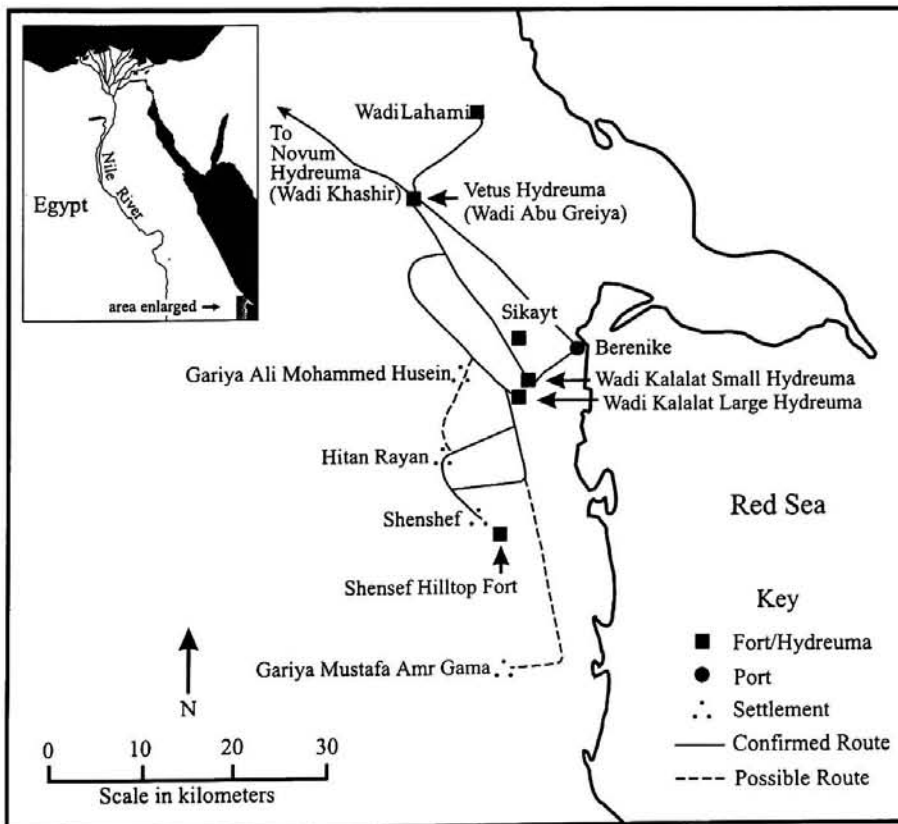 Nile River
Egypt
area enlarged
Wadi Lahami
To
Novum
Hydreuma
(Wadi Khashir)
Vetus Hydreuma
(Wadi Abu Greiya)
Sikayt
Berenike
Gariya Ali Mohammed Husein
Wadi Kalalat Small Hydreuma
Wadi Kalalat Large Hydreuma
Hitan Rayan
Shenshef
Red Sea
Shensef Hilltop Fort
Key
Fort/Hydreuma
Port
Settlement
Confirmed Route
Possible Route
Gariya Mustafa Amr Gama
N
0 10 20 30
Scale in kilometers